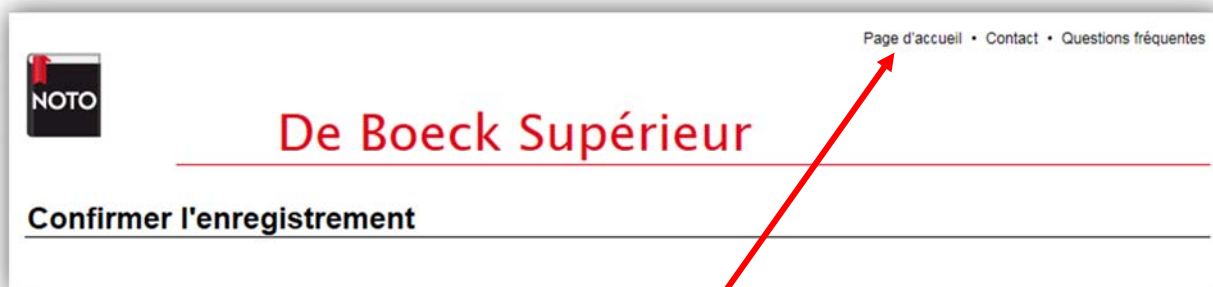 Page d'accueil • Contact • Questions fréquentes
NOTO
De Boeck Supérieur
Confirmer l'enregistrement